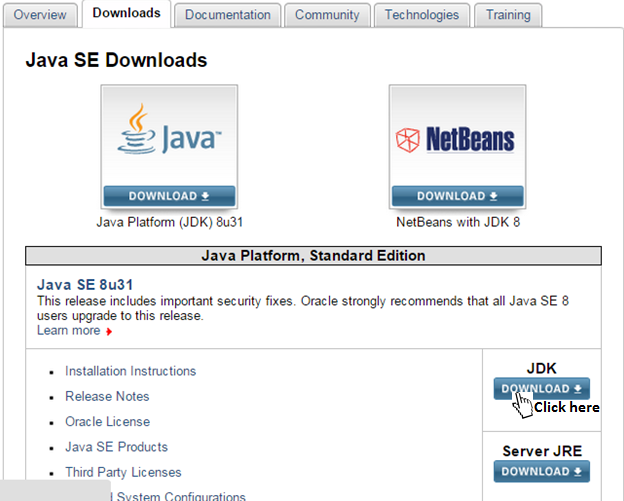 Overview Downloads Documentation Community Technologies Training
Java SE Downloads
Java™ NetBeans
DOWNLOAD DOWNLOAD
Java Platform (JDK) 8u31 NetBeans with JDK 8
Java Platform, Standard Edition
Java SE 8u31
This release includes important security fixes. Oracle strongly recommends that all Java SE 8
users upgrade to this release.
Learn more
Installation Instructions
JDK
Release Notes
DOWNLOAD
Click here
Oracle License
Java SE Products
Server JRE
Third Party Licenses
DOWNLOAD
d System Configurations